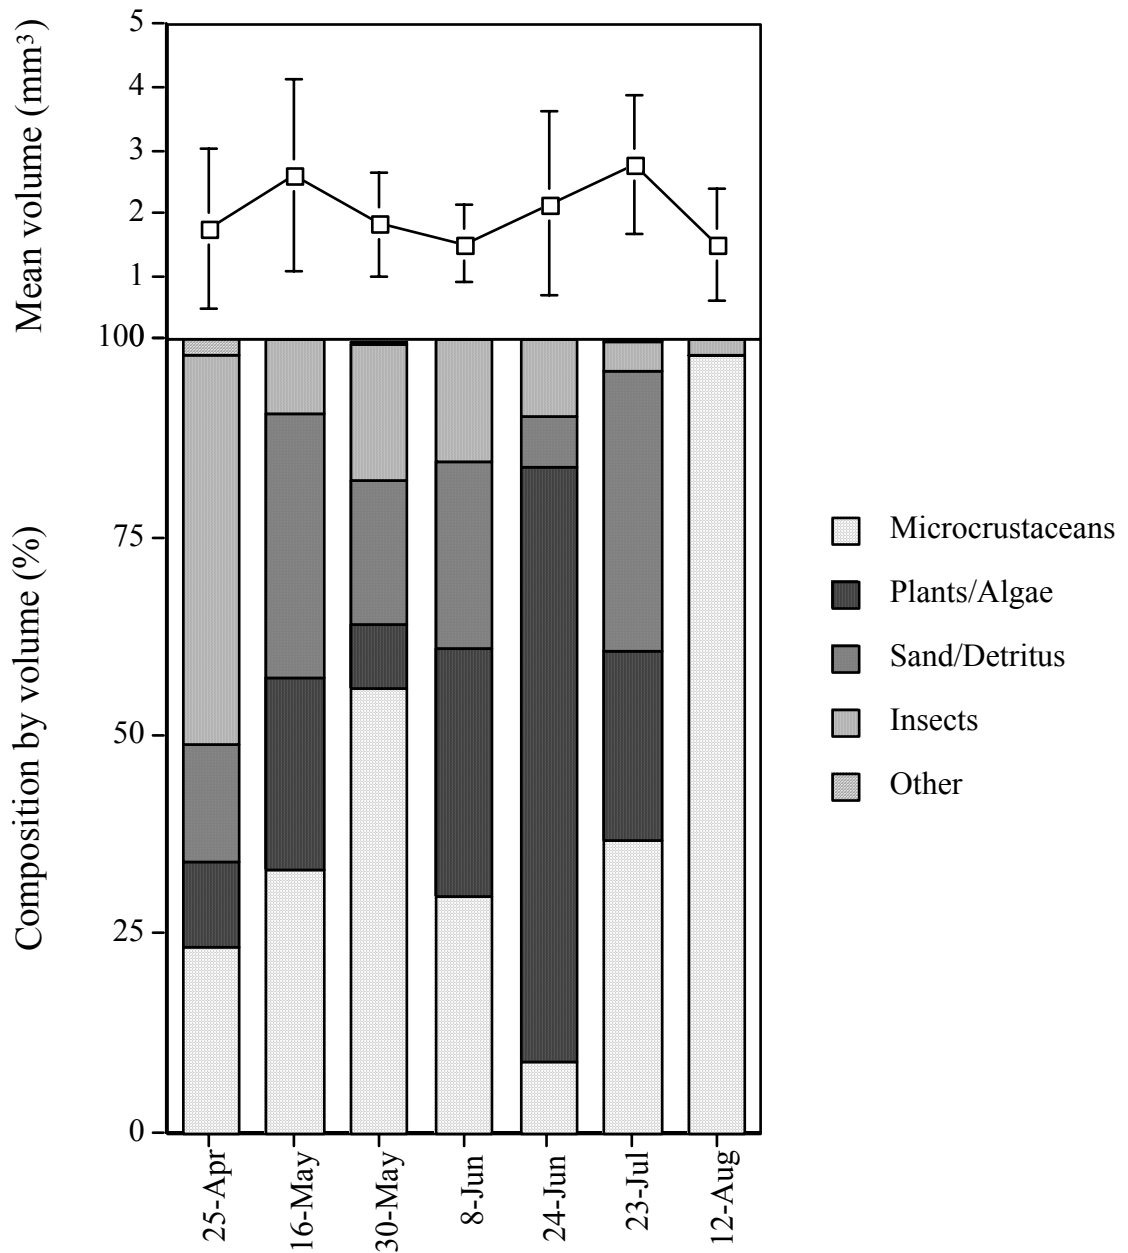 Mean volume (mm³)
5
4
3
2
1
Composition by volume (%)
100
75
50
25
0
25-Apr
16-May
30-May
8-Jun
24-Jun
23-Jul
12-Aug
Microcrustaceans
Plants/Algae
Sand/Detritus
Insects
Other